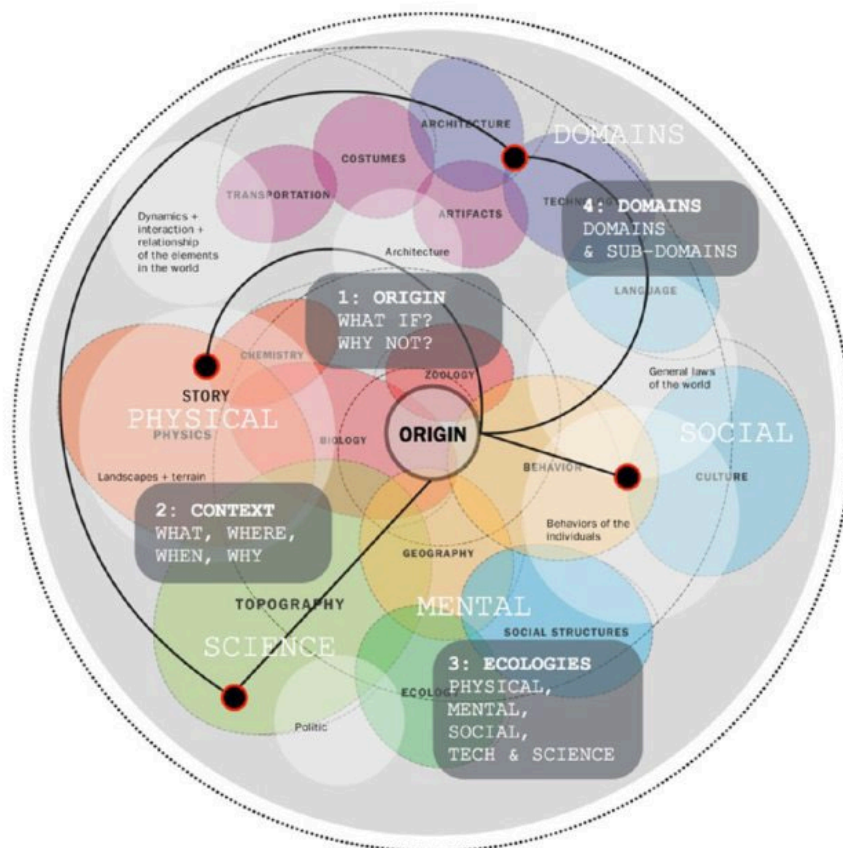 ARCHITECTURE
DOMAINS
COSTUMES
TRANSPORTATION
ARTIFACTS
4: DOMAINS
DOMAINS
& SUB-DOMAINS
Dynamics +
interaction +
relationship
of the elements
in the world
Architecture
LANGUAGE
1: ORIGIN
WHAT IF?
WHY NOT?
CHEMISTRY
ZOOLOGY
General laws
of the world
STORY
PHYSICAL
PHYSICS
BIOLOGY
ORIGIN
SOCIAL
BEHAVIOR
CULTURE
Landscapes + terrain
2: CONTEXT
WHAT, WHERE,
WHEN, WHY
Behaviors of the
individuals
GEOGRAPHY
TOPOGRAPHY
MENTAL
SCIENCE
SOCIAL STRUCTURES
3: ECOLOGIES
PHYSICAL,
MENTAL,
SOCIAL,
TECH & SCIENCE
ECOLOGY
Politic